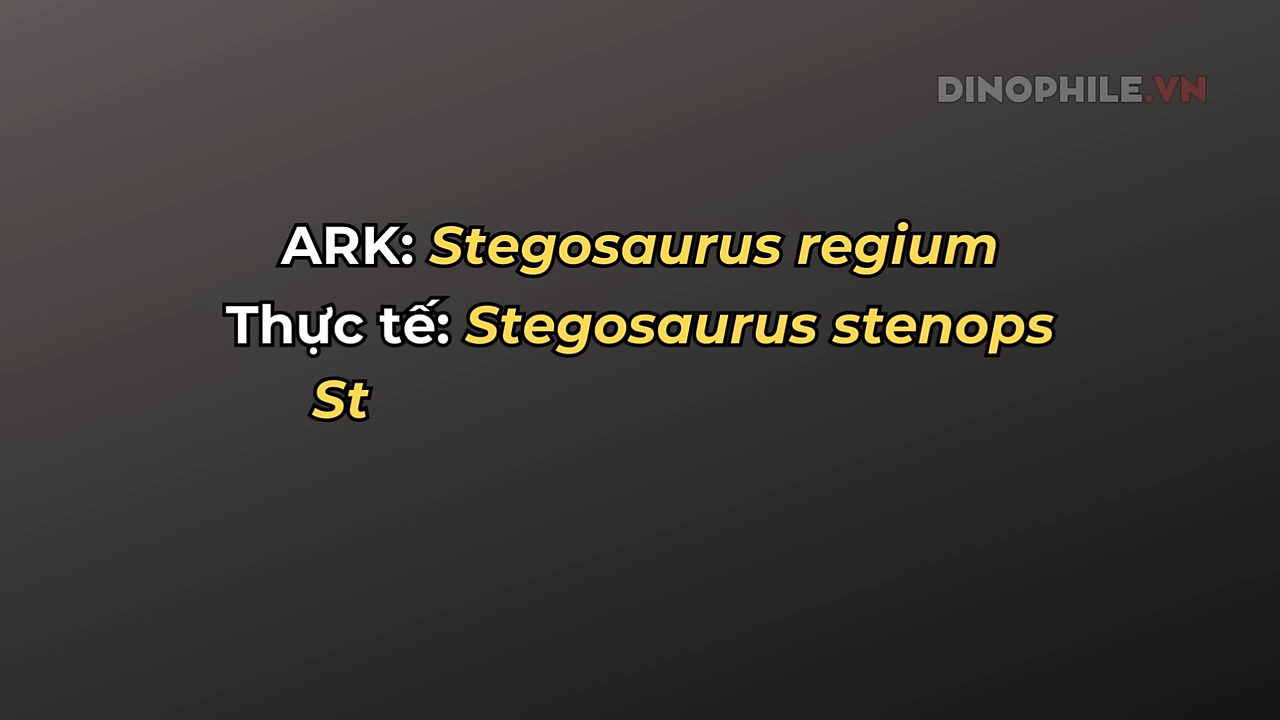 DINOPHILE.VN
ARK: Stegosaurus regium
Thực tế: Stegosaurus stenops
St